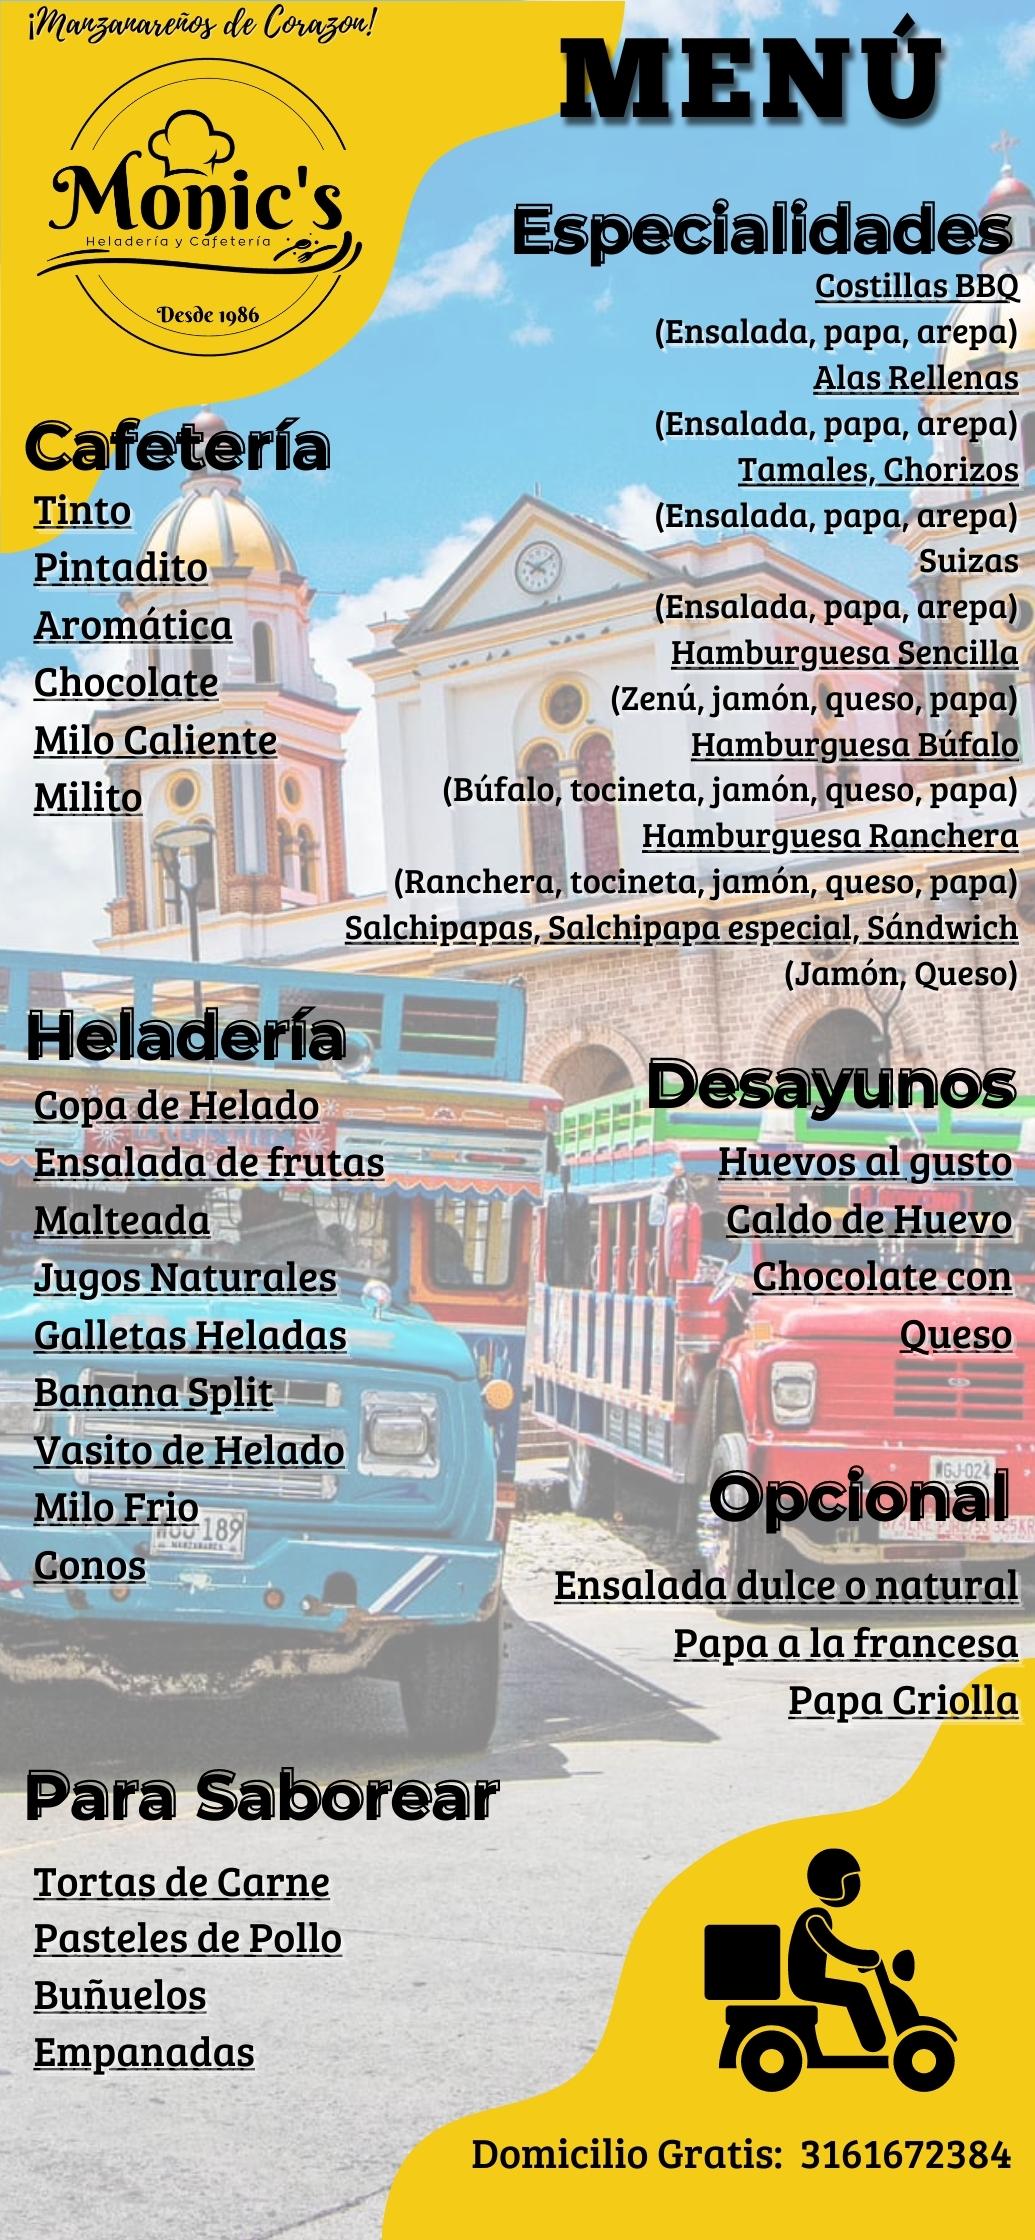 ¡Manzanareños de Corazon!
Monic's
Heladería y Cafetería
Desde 1986
MENÚ
Especialidades
Costillas BBQ
(Ensalada, papa, arepa)
Alas Rellenas
(Ensalada, papa, arepa)
Tamales, Chorizos
(Ensalada, papa, arepa)
Suizas
(Ensalada, papa, arepa)
Hamburguesa Sencilla
(Zenú, jamón, queso, papa)
Hamburguesa Búfalo
(Búfalo, tocineta, jamón, queso, papa)
Hamburguesa Ranchera
(Ranchera, tocineta, jamón, queso, papa)
Salchipapas, Salchipapa especial, Sándwich
(Jamón, Queso)
Cafetería
Tinto
Pintadito
Aromática
Chocolate
Milo Caliente
Milito
Heladería
Copa de Helado
Ensalada de frutas
Malteada
Jugos Naturales
Galletas Heladas
Banana Split
Vasito de Helado
Milo Frio
Conos
189
MANZANARES
Desayunos
Huevos al gusto
Caldo de Huevo
Chocolate con
Queso
WGJ-024
Opcional
Ensalada dulce o natural
Papa a la francesa
Papa Criolla
Para Saborear
Tortas de Carne
Pasteles de Pollo
Buñuelos
Empanadas
Domicilio Gratis: 3161672384